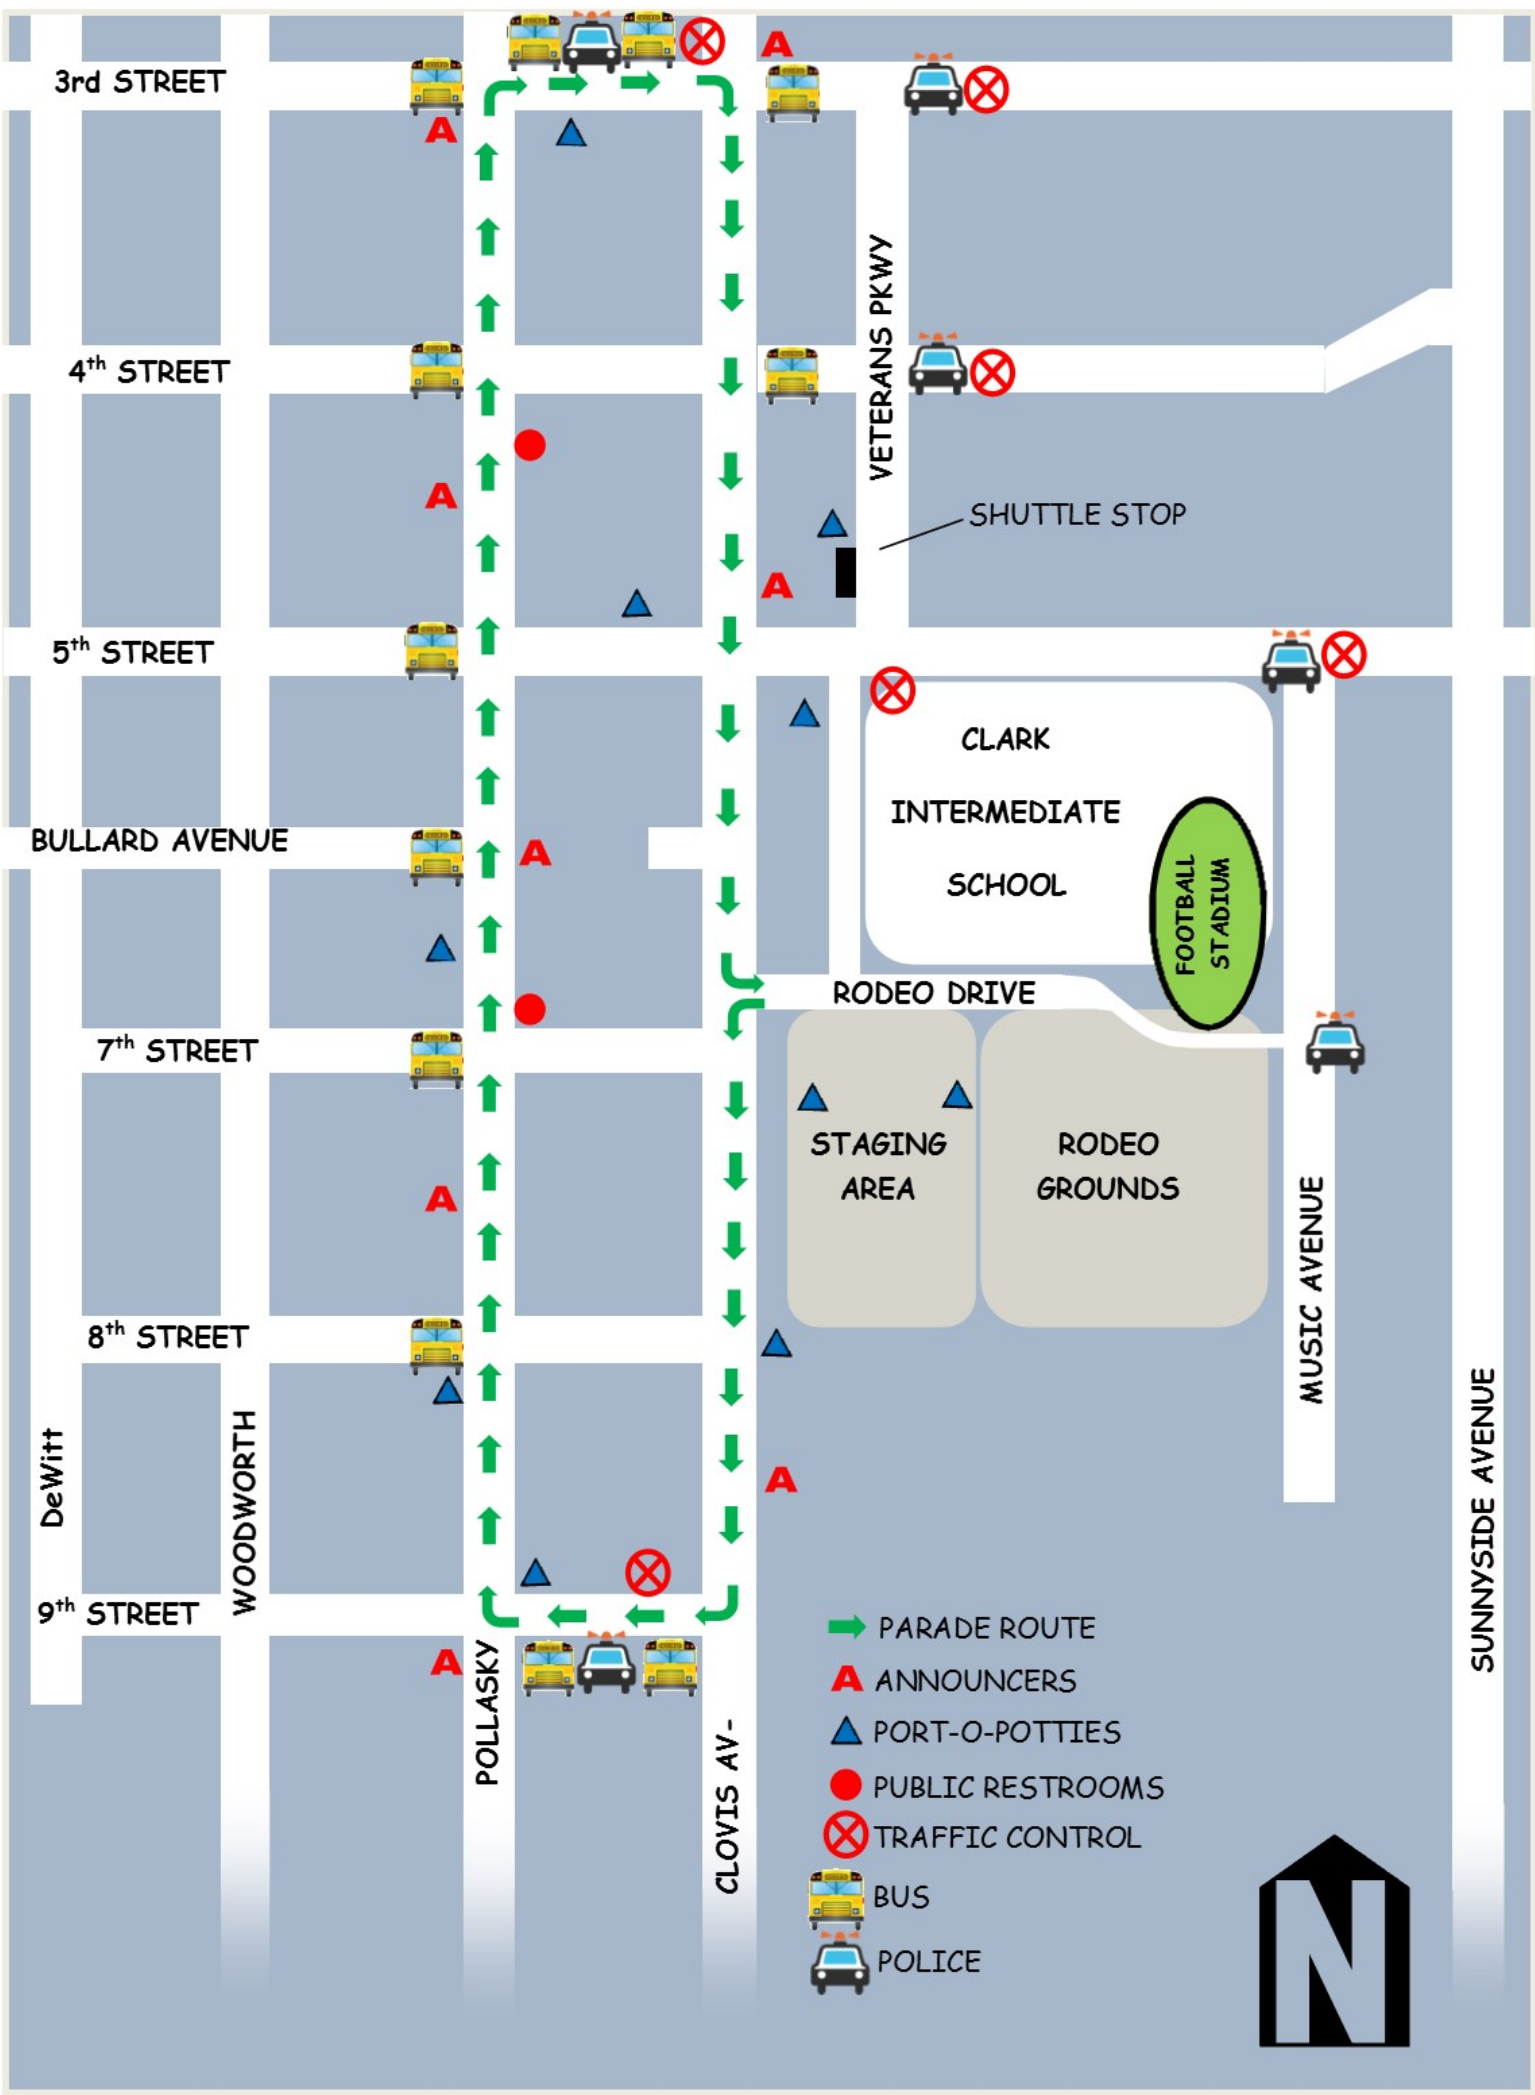 3rd STREET
A
A
4th STREET
VETERANS PKWY
A
SHUTTLE STOP
A
5th STREET
CLARK
INTERMEDIATE
SCHOOL
FOOTBALL
STADIUM
BULLARD AVENUE
A
RODEO DRIVE
7th STREET
STAGING
AREA
RODEO
GROUNDS
A
MUSIC AVENUE
8th STREET
DeWitt
WOODWORTH
A
SUNNYSIDE AVENUE
9th STREET
A
POLLASKY
CLOVIS AV-
PARADE ROUTE
A ANNOUNCERS
PORT-O-POTTIES
PUBLIC RESTROOMS
TRAFFIC CONTROL
BUS
POLICE
N